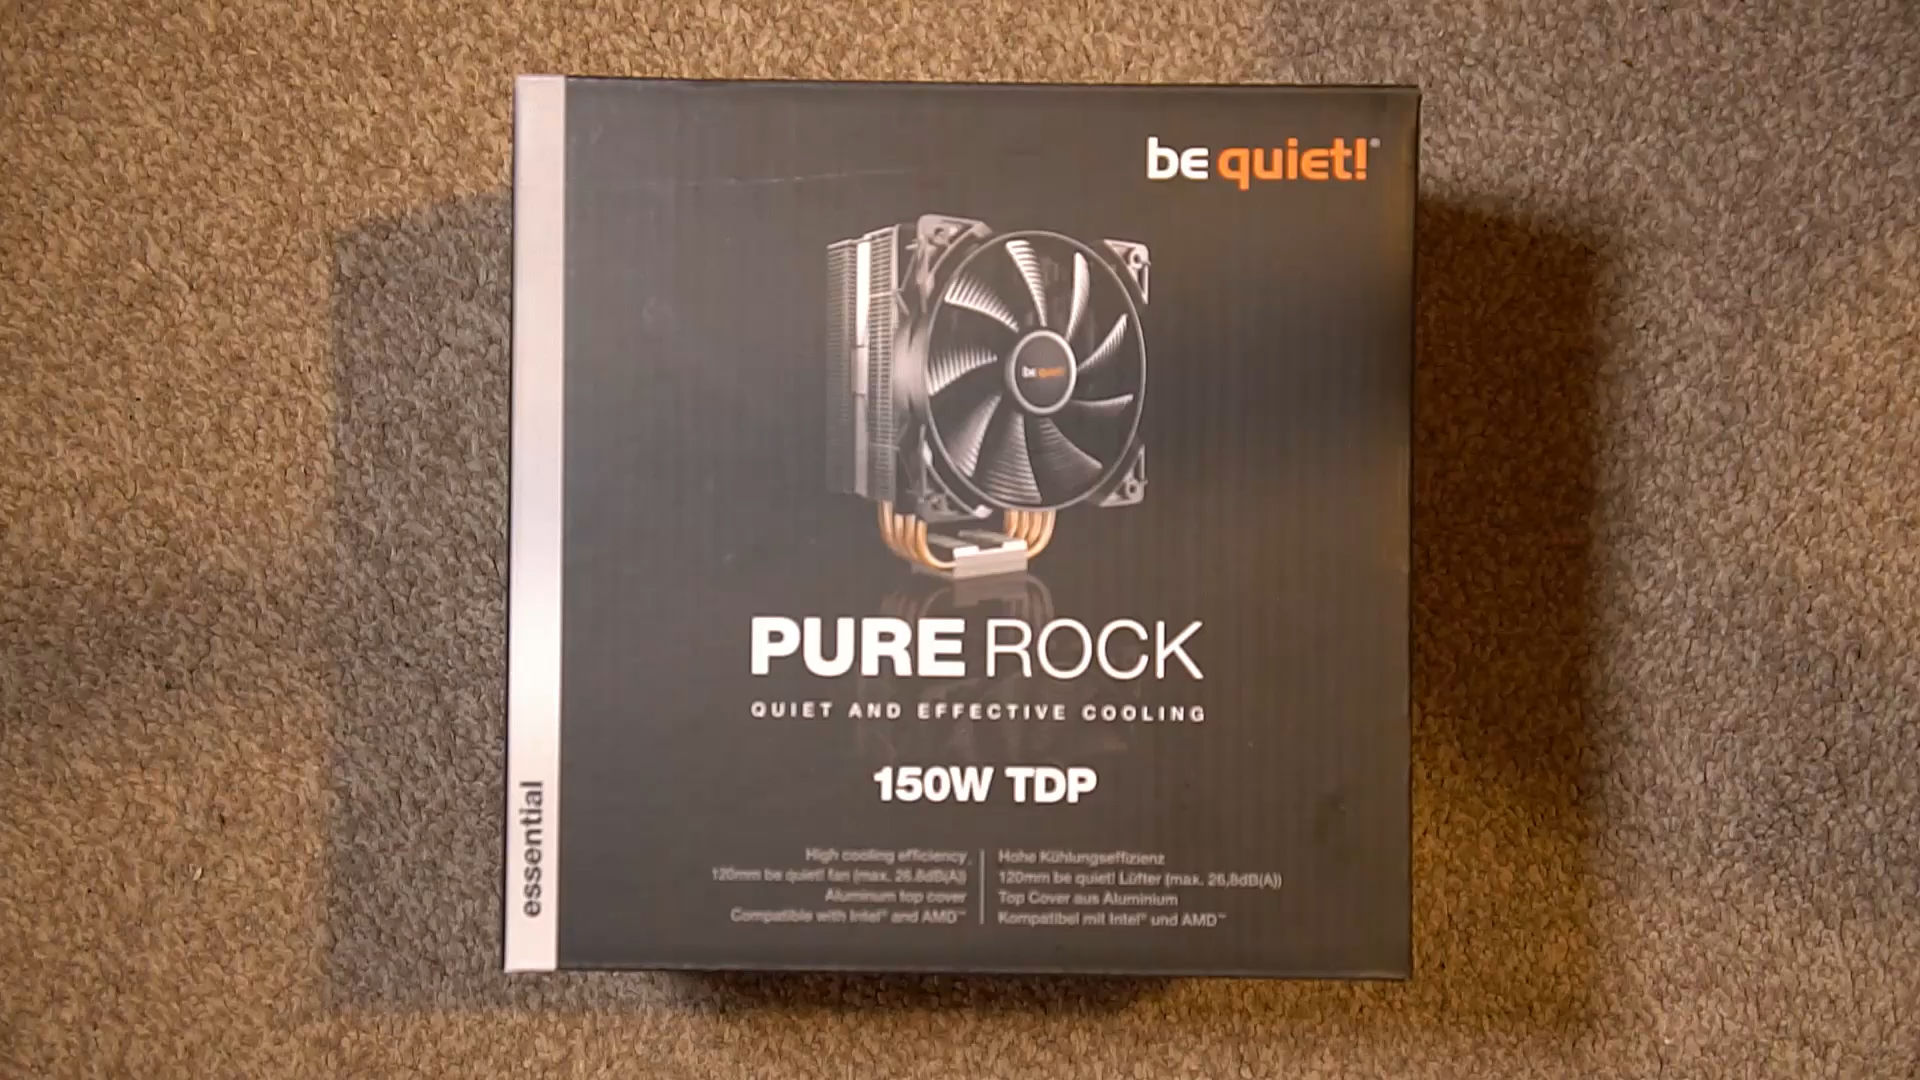 be quiet!®
be quiet!
PURE ROCK
QUIET AND EFFECTIVE COOLING
150W TDP
essential
High cooling efficiency
120mm be quiet! fan (max. 26.8dB(A))
Aluminum top cover
Compatible with Intel® and AMD™
Hohe Kühlungseffizienz
120mm be quiet! Lüfter (max. 26,8dB(A))
Top Cover aus Aluminium
Kompatibel mit Intel® und AMD™